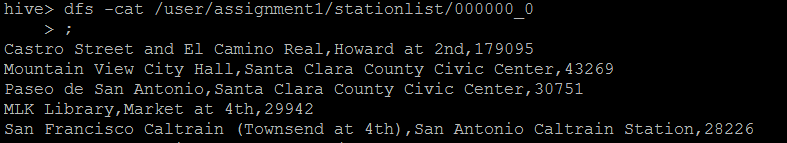 hive> dfs -cat /user/assignment1/stationlist/000000_0
    > ;
Castro Street and El Camino Real,Howard at 2nd,179095
Mountain View City Hall,Santa Clara County Civic Center,43269
Paseo de San Antonio,Santa Clara County Civic Center,30751
MLK Library,Market at 4th,29942
San Francisco Caltrain (Townsend at 4th),San Antonio Caltrain Station,28226